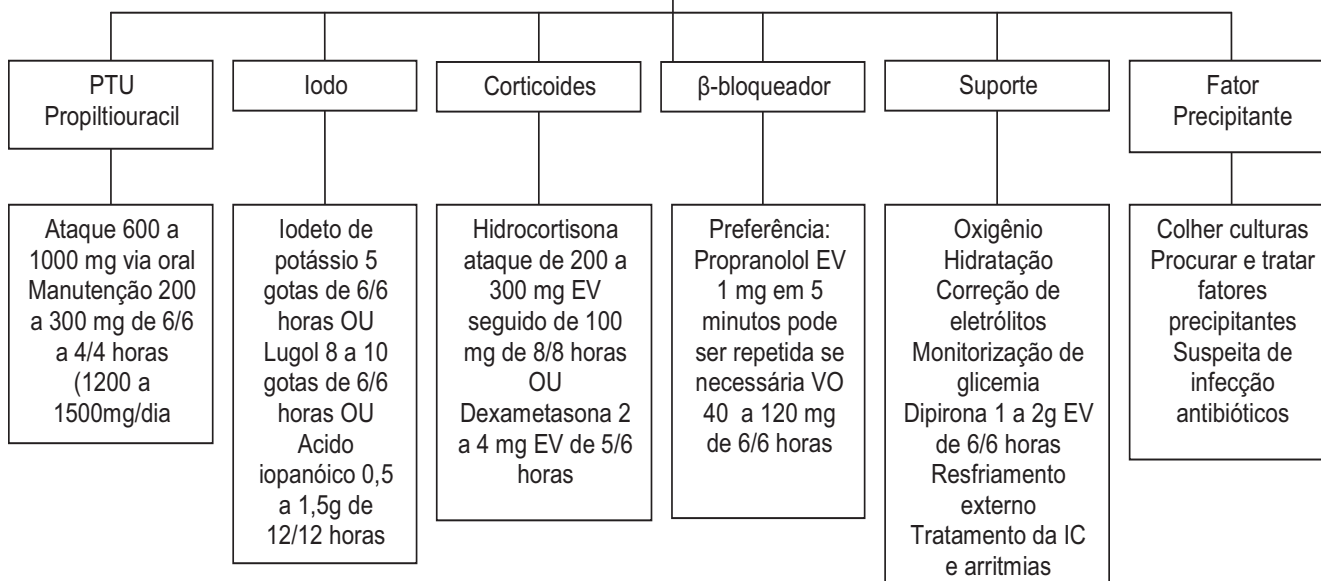 PTU
Propiltiouracil
Iodo
Corticoides
β-bloqueador
Suporte
Fator
Precipitante
Ataque 600 a
1000 mg via oral
Manutenção 200
a 300 mg de 6/6
a 4/4 horas
(1200 a
1500mg/dia
Iodeto de
potássio 5
gotas de 6/6
horas OU
Lugol 8 a 10
gotas de 6/6
horas OU
Acido
iopanóico 0,5
a 1,5g de
12/12 horas
Hidrocortisona
ataque de 200 a
300 mg EV
seguido de 100
mg de 8/8 horas
OU
Dexametasona 2
a 4 mg EV de 5/6
horas
Preferência:
Propranolol EV
1 mg em 5
minutos pode
ser repetida se
necessária VO
40 a 120 mg
de 6/6 horas
Oxigênio
Hidratação
Correção de
eletrólitos
Monitorização de
glicemia
Dipirona 1 a 2g EV
de 6/6 horas
Resfriamento
externo
Tratamento da IC
e arritmias
Colher culturas
Procurar e tratar
fatores
precipitantes
Suspeita de
infecção
antibióticos